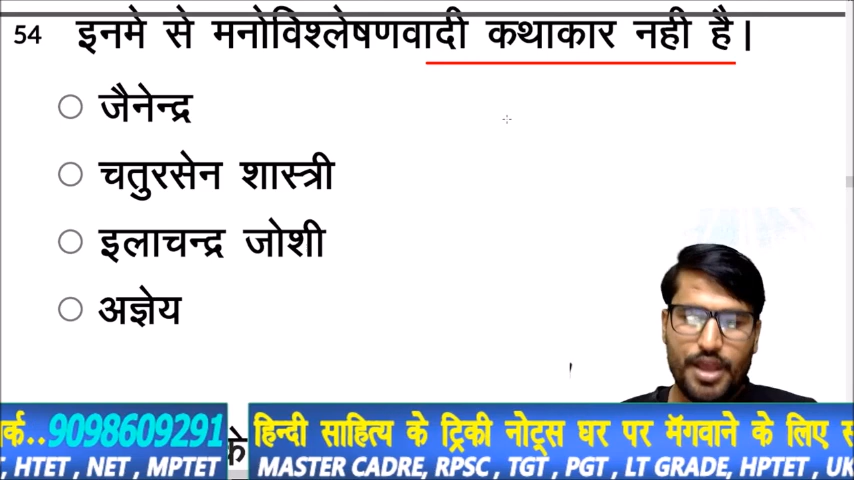 54 इनमे से मनोविश्लेषणवादी कथाकार नही है।
जैनेन्द्र
चतुरसेन शास्त्री
इलाचन्द्र जोशी
अज्ञेय
र्क..9098609291 हिन्दी साहित्य के ट्रिकी नोट्स घर पर मँगवाने के लिए स
के
, HTET , NET , MPTET MASTER CADRE, RPSC , TGT , PGT , LT GRADE, HPTET , UK